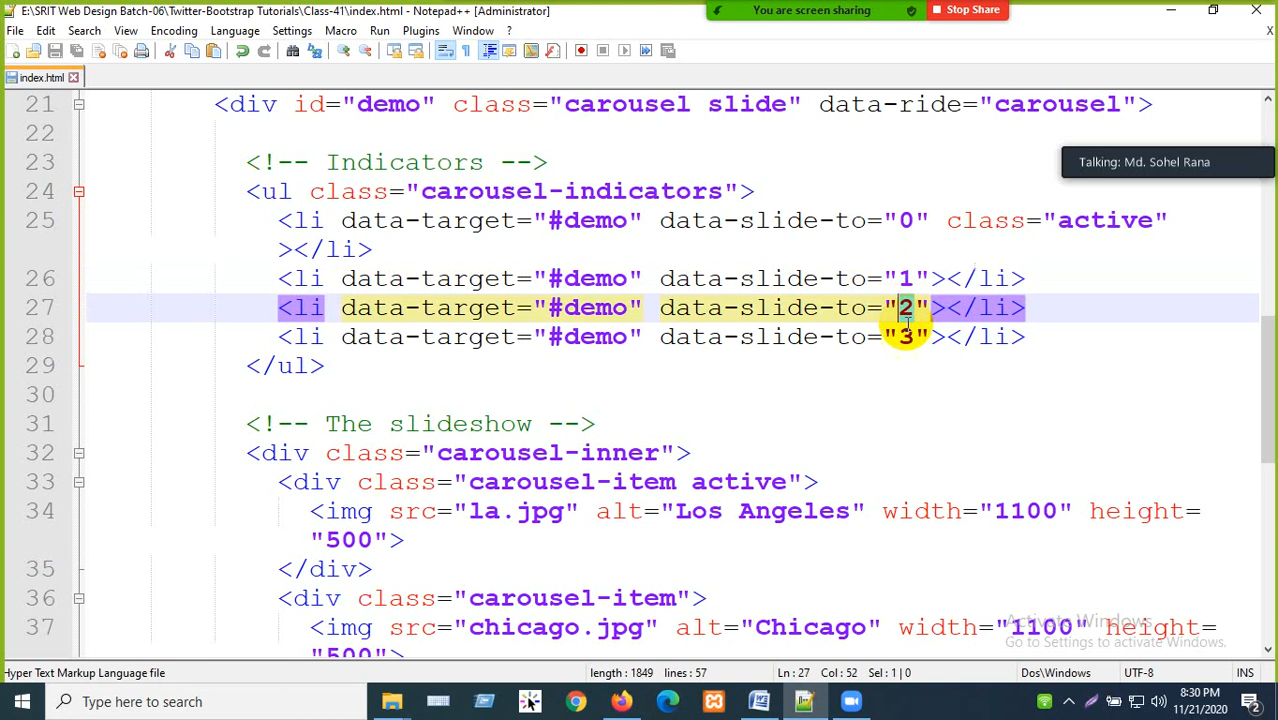 E:\SRIT Web Design Batch-06\Twitter-Bootstrap Tutorials\Class-41\index.html - Notepad++ [Administrator]
You are screen sharing
Stop Share
File Edit Search View Encoding Language Settings Macro Run Plugins Window ?
X
index.html
21 <div id="demo" class="carousel slide" data-ride="carousel">
22
23 <!-- Indicators -->
Talking: Md. Sohel Rana
24 <ul class="carousel-indicators">
25 <li data-target="#demo" data-slide-to="0" class="active"
></li>
26 <li data-target="#demo" data-slide-to="1"></li>
27 <li data-target="#demo" data-slide-to="2"></li>
28 <li data-target="#demo" data-slide-to="3"></li>
29 </ul>
30
31 <!-- The slideshow -->
32 <div class="carousel-inner">
33 <div class="carousel-item active">
34 <img src="la.jpg" alt="Los Angeles" width="1100" height=
"500">
35 </div>
36 <div class="carousel-item">
37 <img src="chicago.jpg" alt="Chicago" width="1100" height=
"500">
Activate Windows
Go to Settings to activate Windows.
Hyper Text Markup Language file length : 1849 lines : 57 Ln : 27 Col : 52 Sel : 1 | 0 Dos\Windows UTF-8 INS
Type here to search
8:30 PM
11/21/2020
2